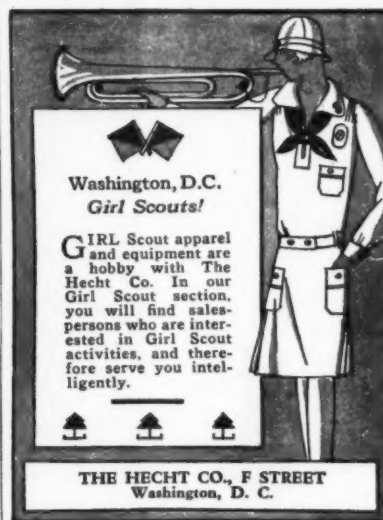 Washington, D.C.
Girl Scouts!
GIRL Scout apparel
and equipment are
a hobby with The
Hecht Co. In our
Girl Scout section,
you will find sales-
persons who are inter-
ested in Girl Scout
activities, and there-
fore serve you intel-
ligently.
THE HECHT CO., F STREET
Washington, D. C.